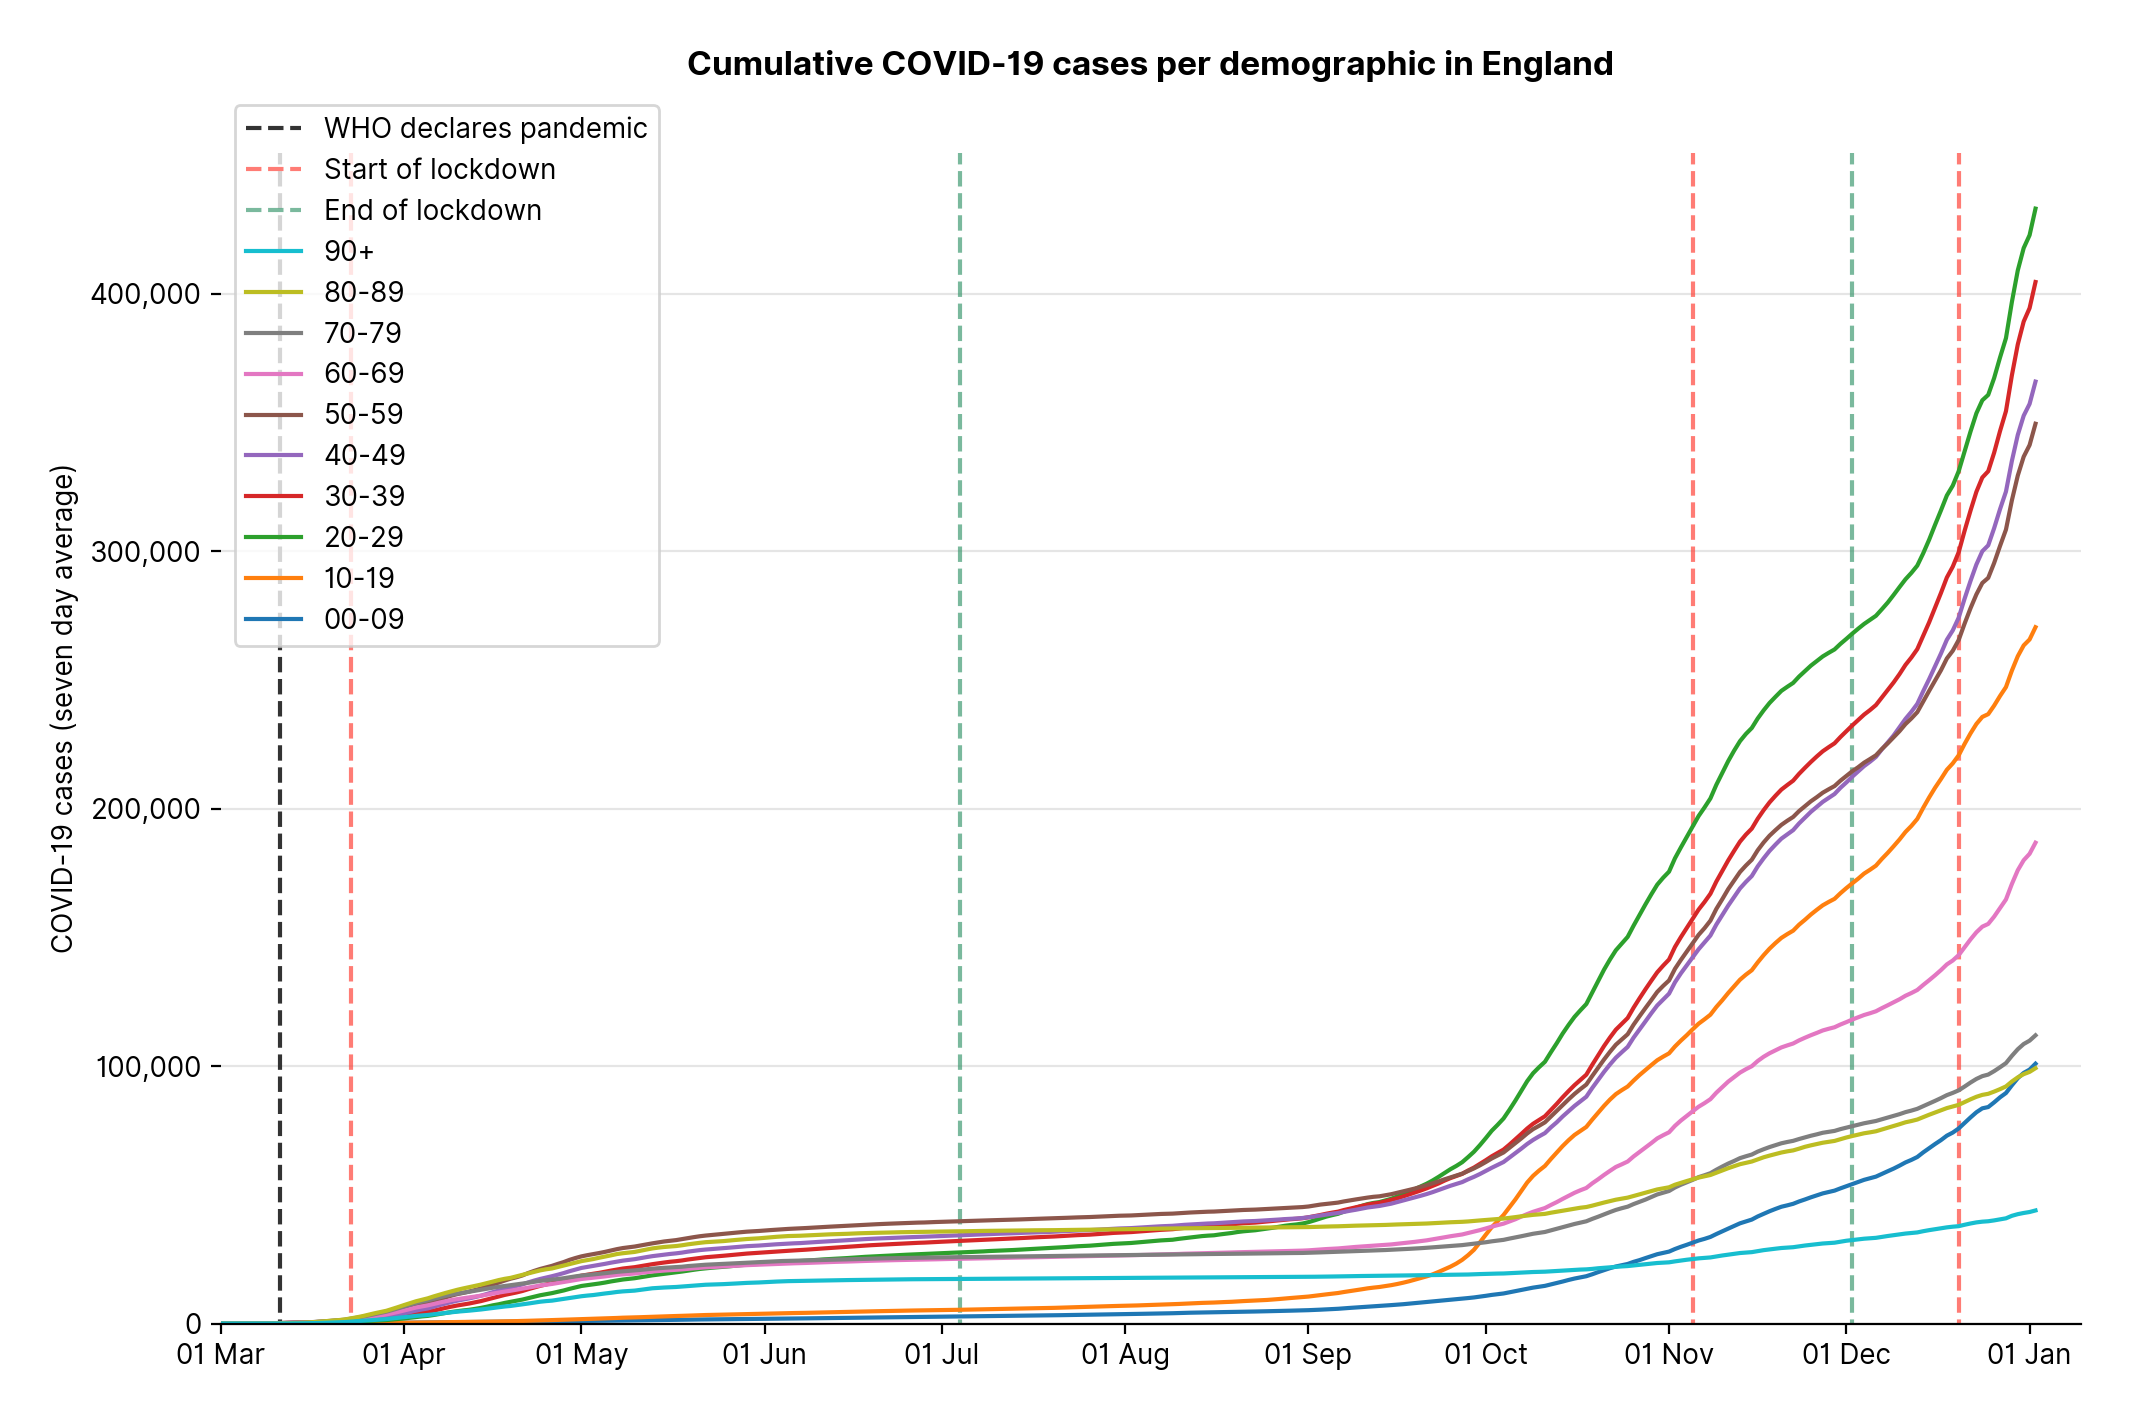 Cumulative COVID-19 cases per demographic in England
WHO declares pandemic
Start of lockdown
End of lockdown
90+
80-89
70-79
60-69
50-59
40-49
30-39
20-29
10-19
00-09
COVID-19 cases (seven day average)
400,000
300,000
200,000
100,000
0
01 Mar
01 Apr
01 May
01 Jun
01 Jul
01 Aug
01 Sep
01 Oct
01 Nov
01 Dec
01 Jan